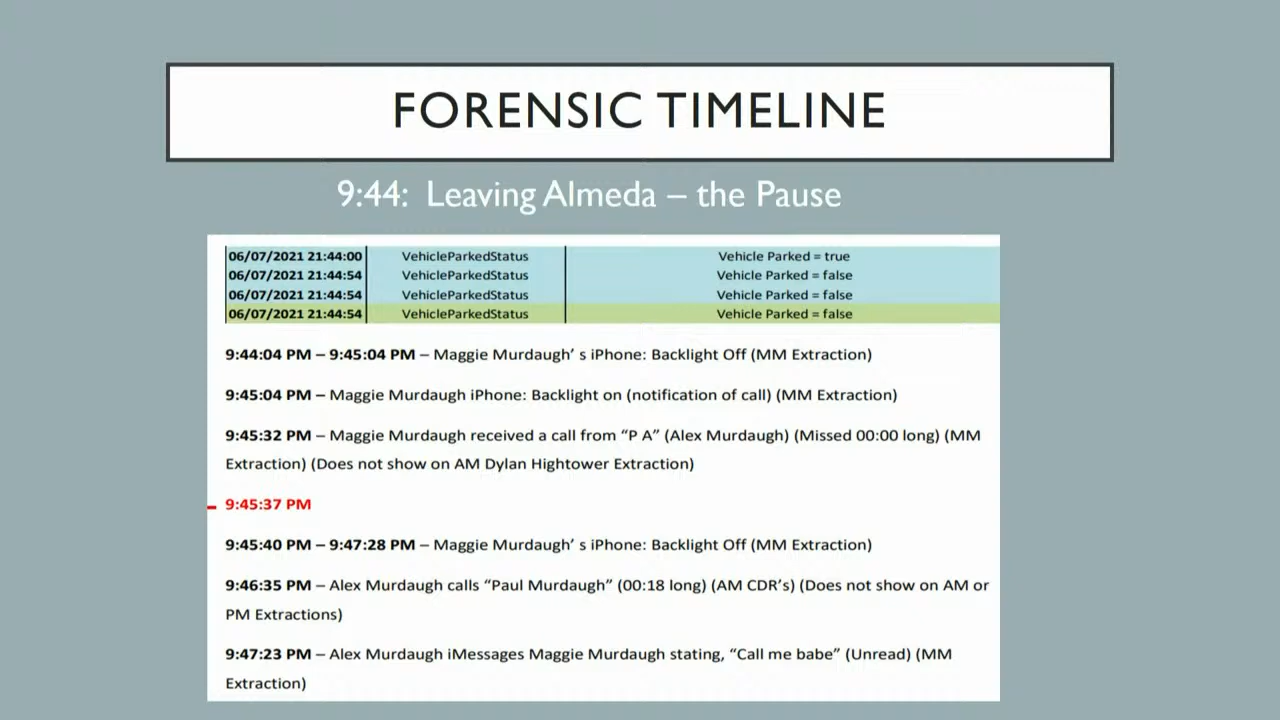 FORENSIC TIMELINE
9:44: Leaving Almeda – the Pause
06/07/2021 21:44:00 VehicleParkedStatus Vehicle Parked = true
06/07/2021 21:44:54 VehicleParkedStatus Vehicle Parked = false
06/07/2021 21:44:54 VehicleParkedStatus Vehicle Parked = false
06/07/2021 21:44:54 VehicleParkedStatus Vehicle Parked = false
9:44:04 PM – 9:45:04 PM – Maggie Murdaugh’ s iPhone: Backlight Off (MM Extraction)
9:45:04 PM – Maggie Murdaugh iPhone: Backlight on (notification of call) (MM Extraction)
9:45:32 PM – Maggie Murdaugh received a call from “P A” (Alex Murdaugh) (Missed 00:00 long) (MM
Extraction) (Does not show on AM Dylan Hightower Extraction)
9:45:37 PM
9:45:40 PM – 9:47:28 PM – Maggie Murdaugh’ s iPhone: Backlight Off (MM Extraction)
9:46:35 PM – Alex Murdaugh calls “Paul Murdaugh” (00:18 long) (AM CDR’s) (Does not show on AM or
PM Extractions)
9:47:23 PM – Alex Murdaugh iMessages Maggie Murdaugh stating, “Call me babe” (Unread) (MM
Extraction)